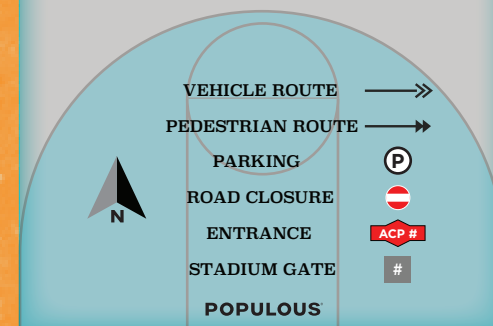 VEHICLE ROUTE
PEDESTRIAN ROUTE
PARKING P
ROAD CLOSURE
N
ENTRANCE ACP #
STADIUM GATE #
POPULOUS